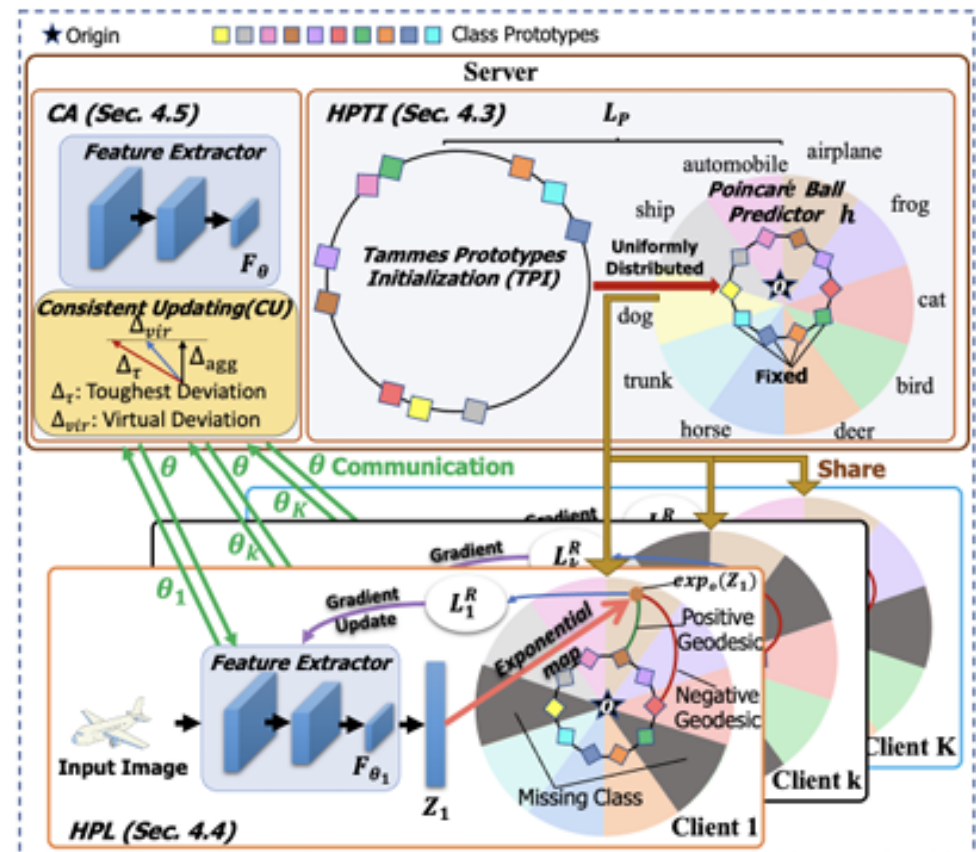 Origin
Class Prototypes
Server
CA (Sec. 4.5)
Feature Extractor
F_θ
Consistent Updating(CU)
Δ_vir
Δ_τ
Δ_agg
Δ_τ: Toughest Deviation
Δ_vir: Virtual Deviation
HPTI (Sec. 4.3)
L_P
Tammes Prototypes
Initialization (TPI)
Uniformly
Distributed
automobile
airplane
ship
Poincaré Ball
Predictor h
frog
O
cat
dog
Fixed
trunk
bird
horse
deer
θ
θ
θ Communication
Share
θ_1
θ_k
θ_K
Gradient
Gradient
L_k^R
Gradient
Update
L_1^R
Exponential
map
exp_o(Z_1)
Positive
Geodesic
Negative
Geodesic
O
Feature Extractor
F_θ_1
Input Image
Z_1
Missing Class
HPL (Sec. 4.4)
Client 1
Client k
Client K